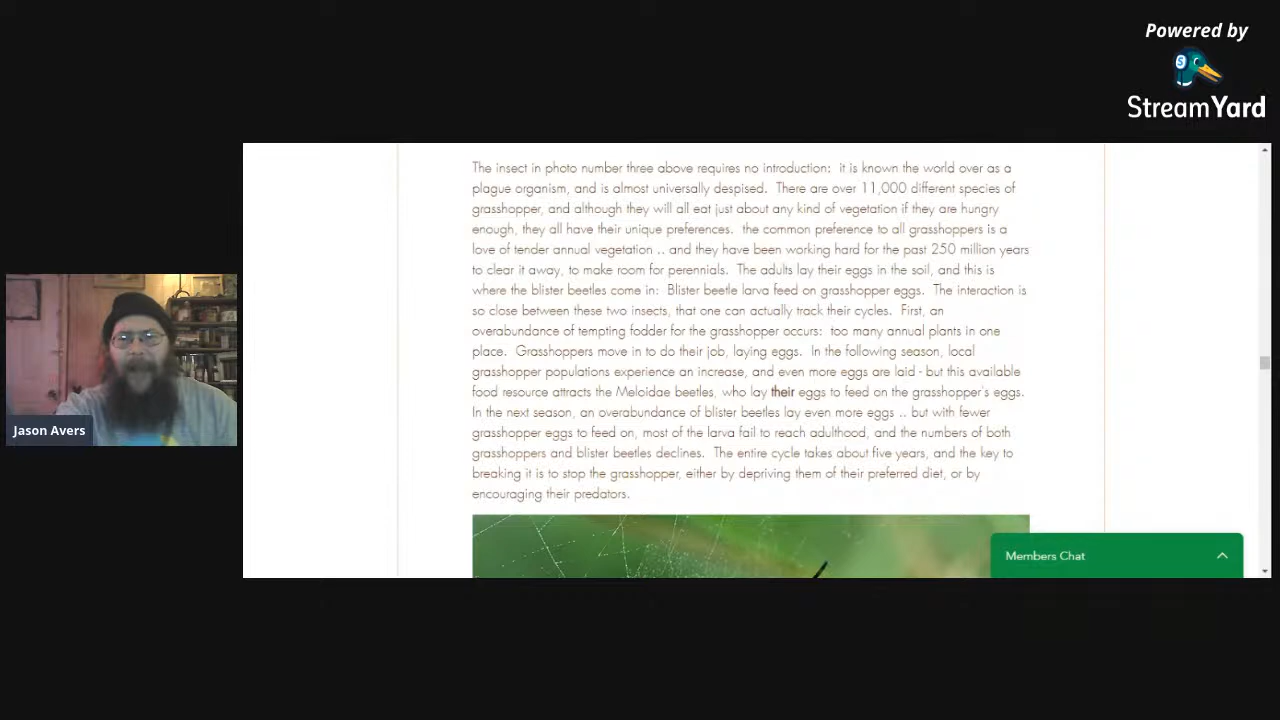 Powered by
S
StreamYard
The insect in photo number three above requires no introduction:  it is known the world over as a
plague organism, and is almost universally despised.  There are over 11,000 different species of
grasshopper, and although they will all eat just about any kind of vegetation if they are hungry
enough, they all have their unique preferences.  the common preference to all grasshoppers is a
love of tender annual vegetation .. and they have been working hard for the past 250 million years
to clear it away, to make room for perennials.  The adults lay their eggs in the soil, and this is
where the blister beetles come in:  Blister beetle larva feed on grasshopper eggs.  The interaction is
so close between these two insects, that one can actually track their cycles.  First, an
overabundance of tempting fodder for the grasshopper occurs:  too many annual plants in one
place.  Grasshoppers move in to do their job, laying eggs.  In the following season, local
grasshopper populations experience an increase, and even more eggs are laid - but this available
food resource attracts the Meloidae beetles, who lay their eggs to feed on the grasshopper's eggs.
In the next season, an overabundance of blister beetles lay even more eggs .. but with fewer
grasshopper eggs to feed on, most of the larva fail to reach adulthood, and the numbers of both
grasshoppers and blister beetles declines.  The entire cycle takes about five years, and the key to
breaking it is to stop the grasshopper, either by depriving them of their preferred diet, or by
encouraging their predators.
Jason Avers
Members Chat